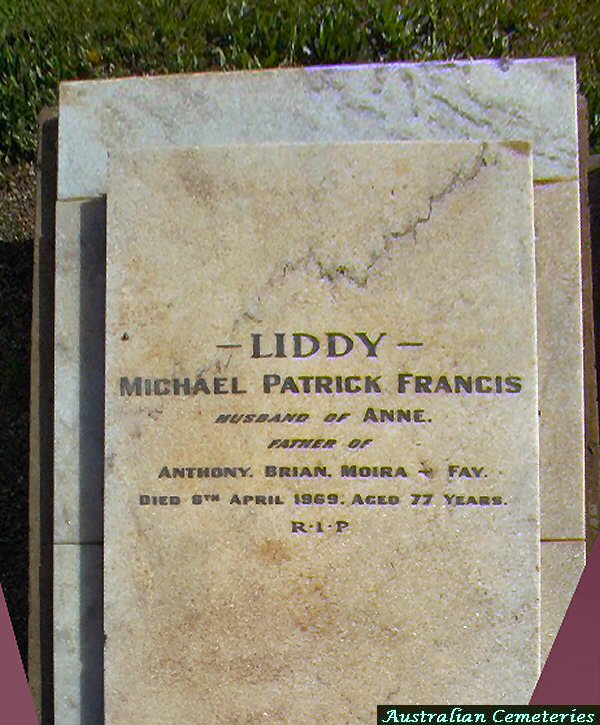 – LIDDY –
MICHAEL PATRICK FRANCIS
HUSBAND OF ANNE.
FATHER OF
ANTHONY. BRIAN. MOIRA ~ FAY.
DIED 6TH APRIL 1969. AGED 77 YEARS.
R·I·P
Australian Cemeteries